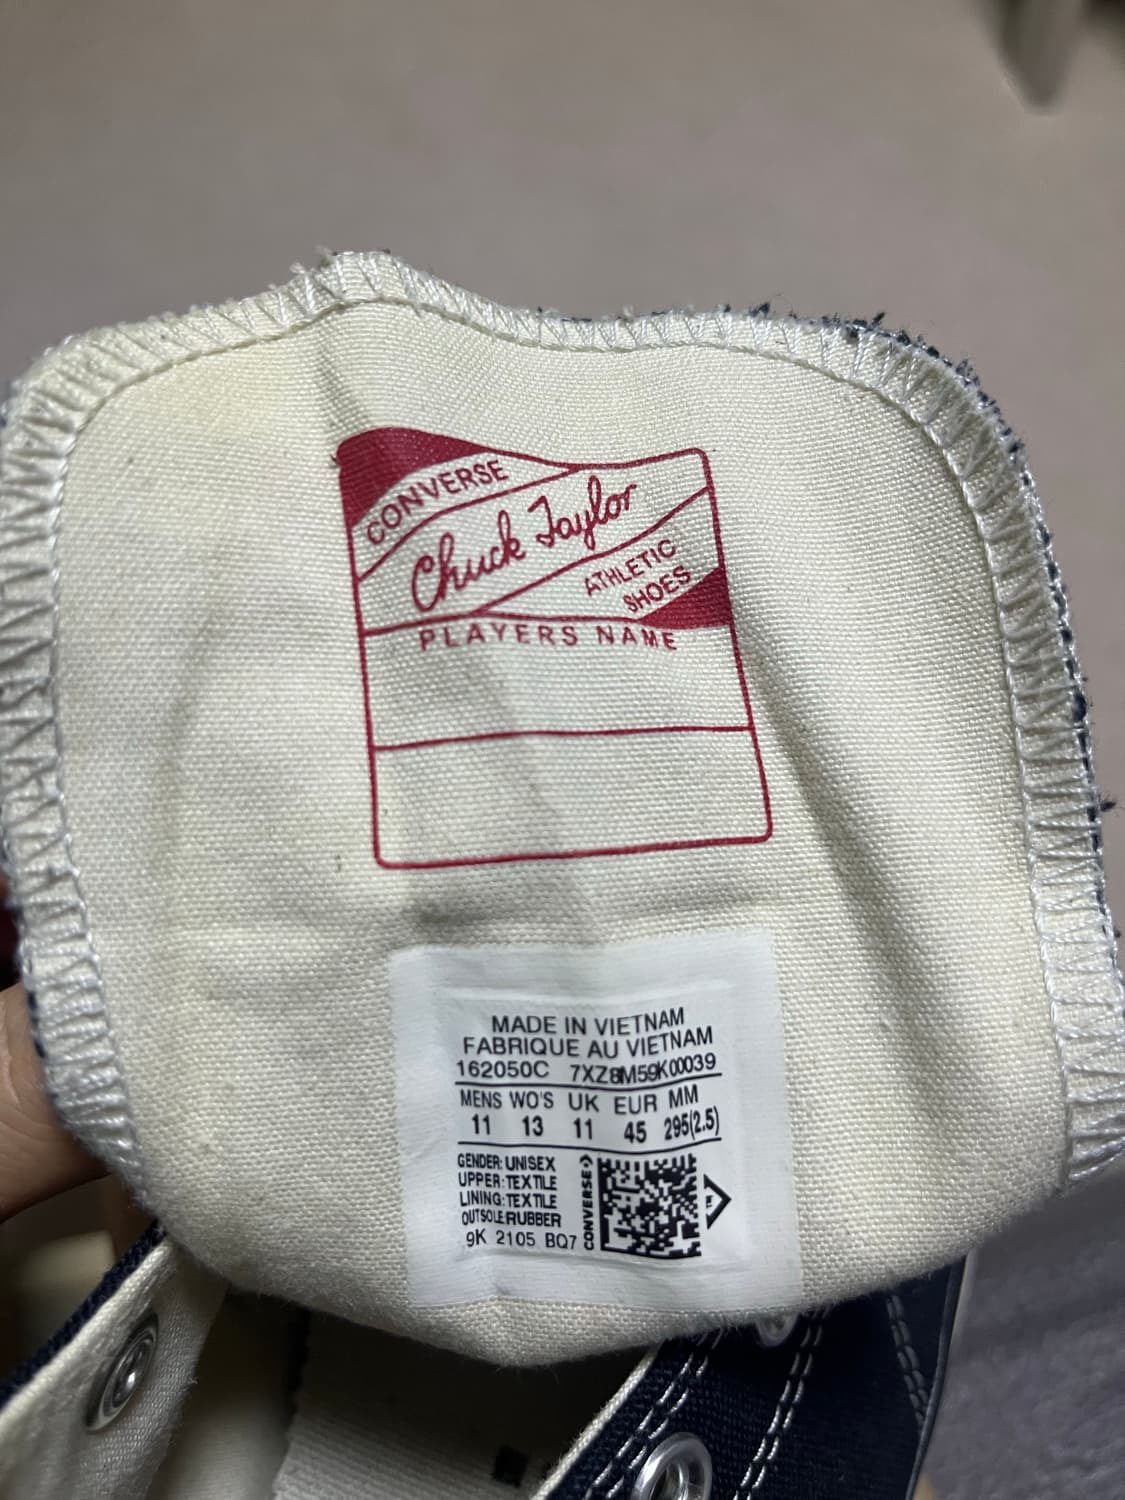 CONVERSE
Chuck Taylor
ATHLETIC
SHOES
PLAYERS NAME
MADE IN VIETNAM
FABRIQUE AU VIETNAM
162050C 7XZ8M59K00039
MENS WO'S UK EUR MM
11 13 11 45 295(2.5)
GENDER: UNISEX
UPPER: TEXTILE
LINING: TEXTILE
OUTSOLE: RUBBER
9K 2105 BQ7
CONVERSE